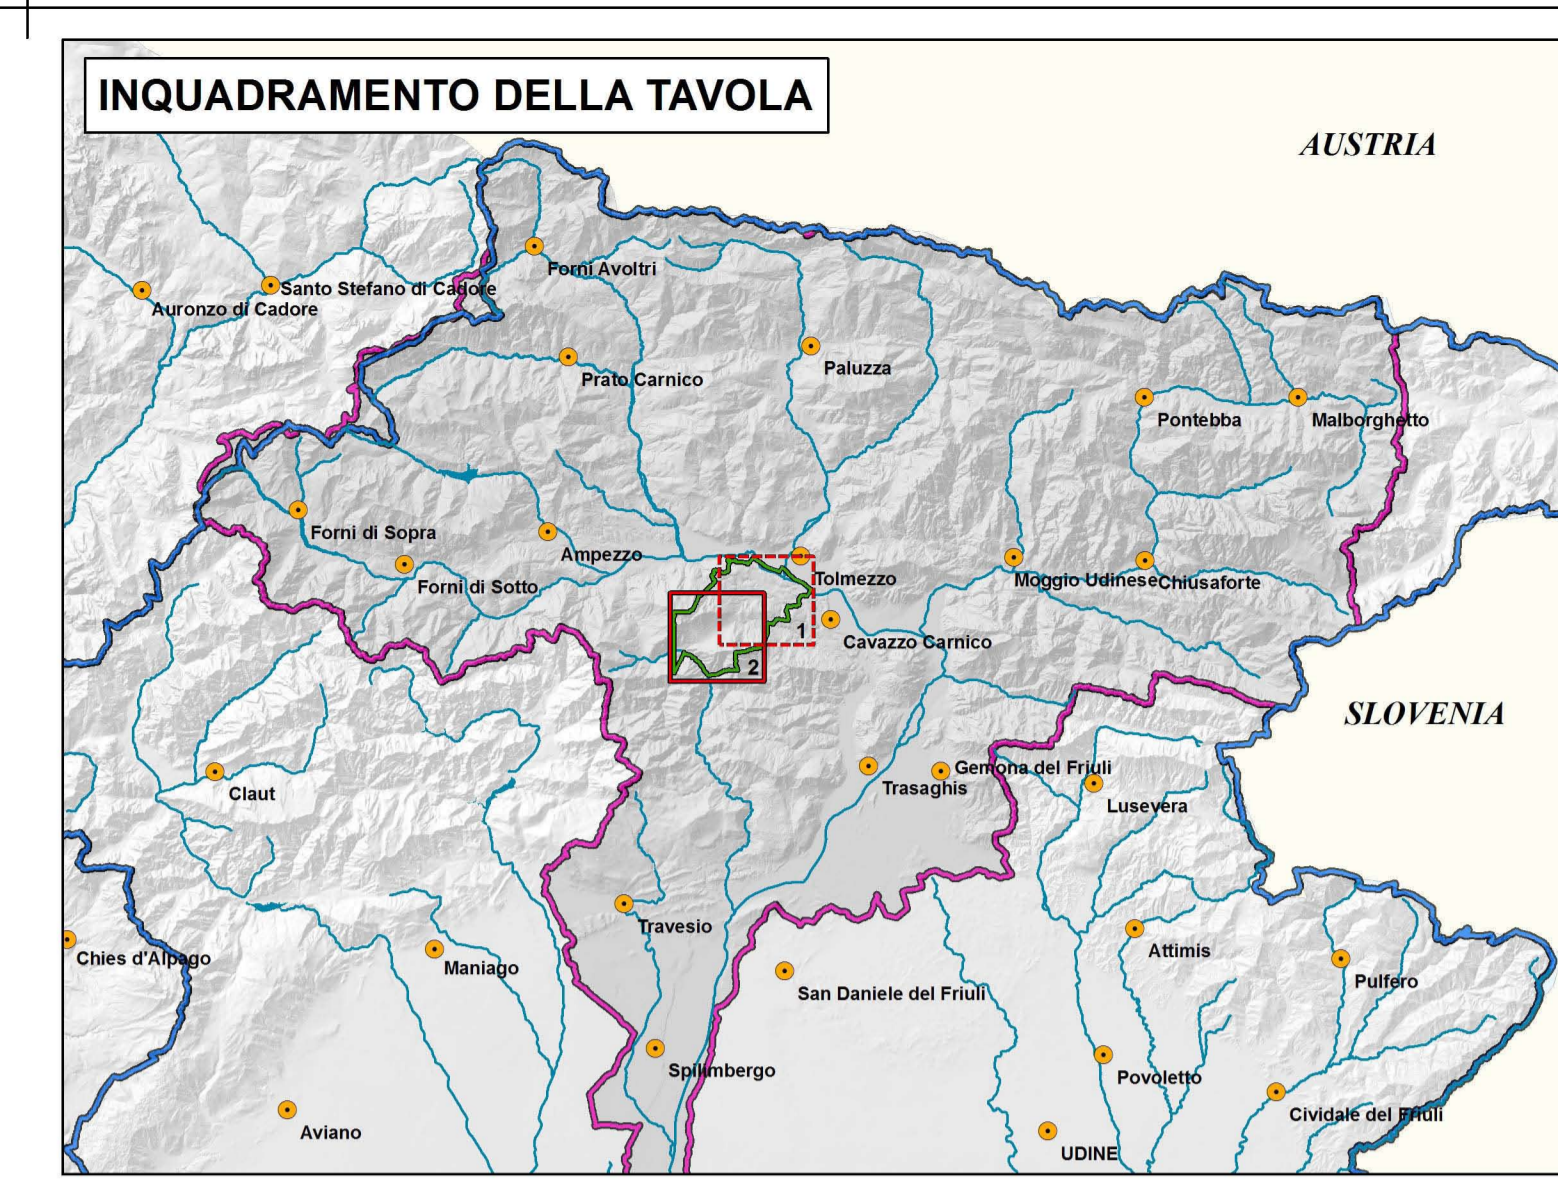 INQUADRAMENTO DELLA TAVOLA
AUSTRIA
Forni Avoltri
Santo Stefano di Cadore
Auronzo di Cadore
Paluzza
Prato Carnico
Pontebba
Malborghetto
Forni di Sopra
Ampezzo
Forni di Sotto
Tolmezzo
Moggio Udinese
Chiusaforte
1
Cavazzo Carnico
2
SLOVENIA
Gemona del Friuli
Trasaghis
Claut
Lusevera
Travesio
Attimis
Chies d'Alpago
Maniago
Pulfero
San Daniele del Friuli
Spilimbergo
Povoletto
Cividale del Friuli
Aviano
UDINE